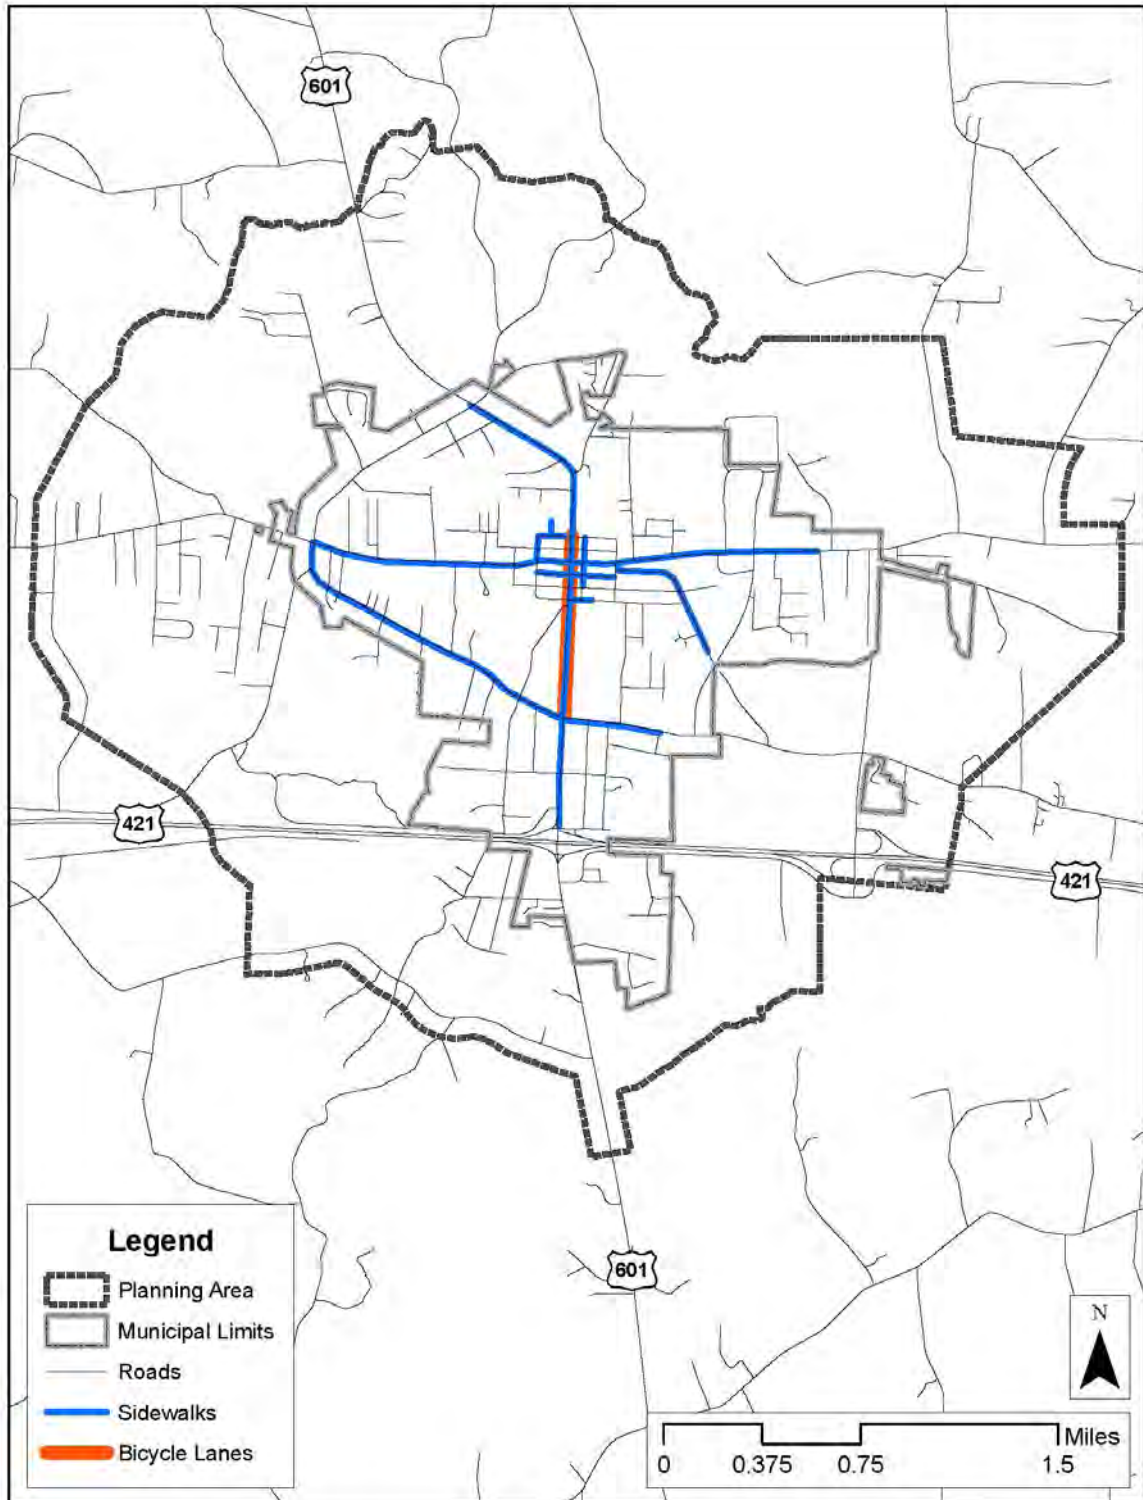 601
421
421
601
Legend
Planning Area
Municipal Limits
Roads
Sidewalks
Bicycle Lanes
N
Miles
0 0.375 0.75 1.5